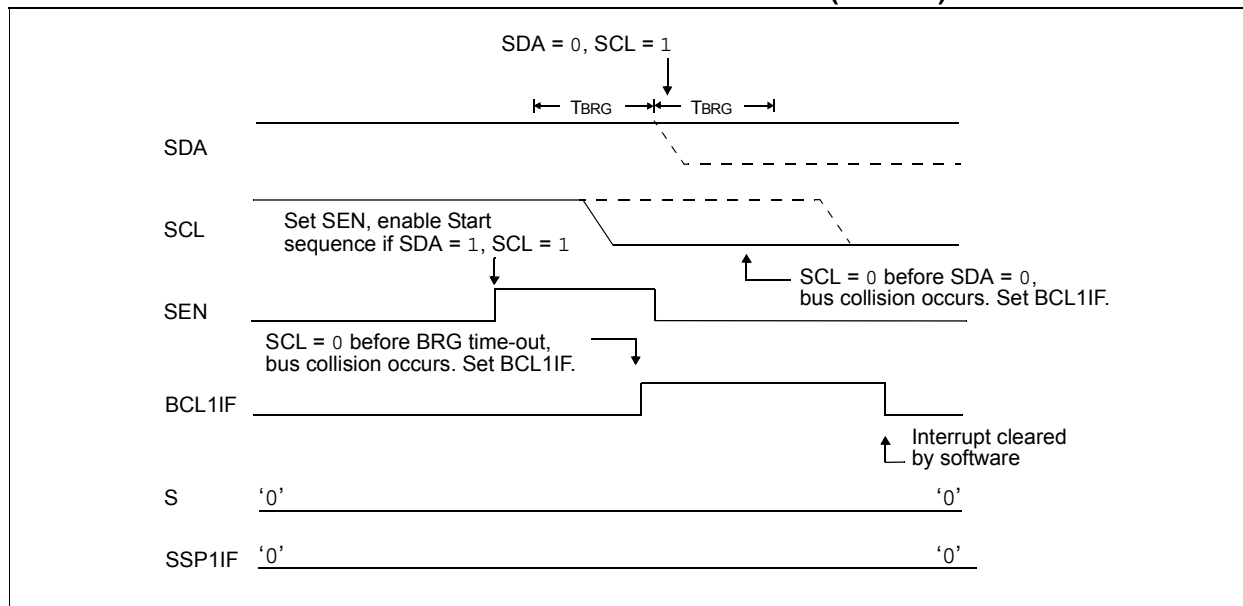 SDA = 0, SCL = 1
TBRG TBRG
SDA
SCL
Set SEN, enable Start
sequence if SDA = 1, SCL = 1
SCL = 0 before SDA = 0,
bus collision occurs. Set BCL1IF.
SEN
SCL = 0 before BRG time-out,
bus collision occurs. Set BCL1IF.
BCL1IF
Interrupt cleared
by software
S ‘0’ ‘0’
SSP1IF ‘0’ ‘0’